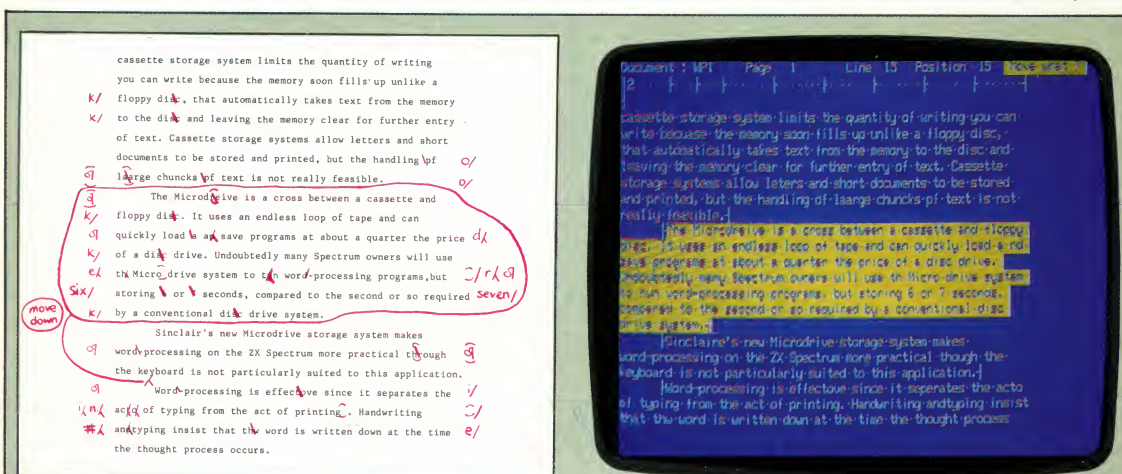 cassette storage system limits the quantity of writing
you can write because the memory soon fills up unlike a
k/ floppy disc, that automatically takes text from the memory
k/ to the disc and leaving the memory clear for further entry
of text. Cassette storage systems allow letters and short
documents to be stored and printed, but the handling pf o/
laarge chuncks pf text is not really feasible. o/
The Microdreive is a cross between a cassette and
k/ floppy disc. It uses an endless loop of tape and can
quickly load a an save programs at about a quarter the price d
k/ of a disc drive. Undoubtedly many Spectrum owners will use
e th Micro drive system to word-processing programs,but r
six/ storing 6 or 7 seconds, compared to the second or so required seven/
k/ by a conventional disc drive system.
move
down
Sinclair's new Microdrive storage system makes
word-processing on the ZX Spectrum more practical through
the keyboard is not particularly suited to this application.
Word-processing is effectove since it separates the i/
i n of typing from the act of printing . Handwriting
# andtyping insist that thw word is written down at the time e/
the thought process occurs.
Document : WP1 Page 1 Line 15 Position 15 Move what ?
2
cassette storage system limits the quantity of writing you can
write becuase the memory soon fills up unlike a floppy disc,
that automatically takes text from the memory to the disc and
leaving the memory clear for further entry of text. Cassette
storage systems allow leters and short documents to be stored
and printed, but the handling of laarge chuncks pf text is not
really feasible.
The Microdreive is a cross between a cassette and floppy
disc. It uses an endless loop of tape and can quickly load a nd
save programs at about a quarter the price of a disc drive.
Undoubtedly many Spectrum owners will use th Micro drive system
to run word-processing programs, but storing 6 or 7 seconds,
compared to the second or so required by a conventional disc
drive system.
Sinclaire's new Microdrive storage system makes
word-processing on the ZX Spectrum more practical though the
keyboard is not particularly suited to this application.
Word-processing is effectove since it seperates the acto
of typing from the act of printing. Handwriting andtyping insist
that thw word is written down at the time the thought process